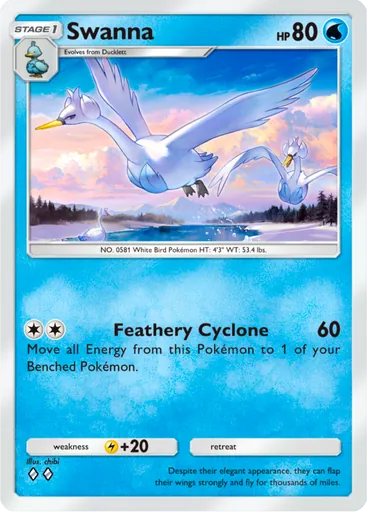 STAGE 1 Swanna HP 80
Evolves from Ducklett
NO. 0581 White Bird Pokémon HT: 4'3" WT: 53.4 lbs.
Feathery Cyclone 60
Move all Energy from this Pokémon to 1 of your
Benched Pokémon.
weakness +20 retreat
Illus. chibi
Despite their elegant appearance, they can flap
their wings strongly and fly for thousands of miles.